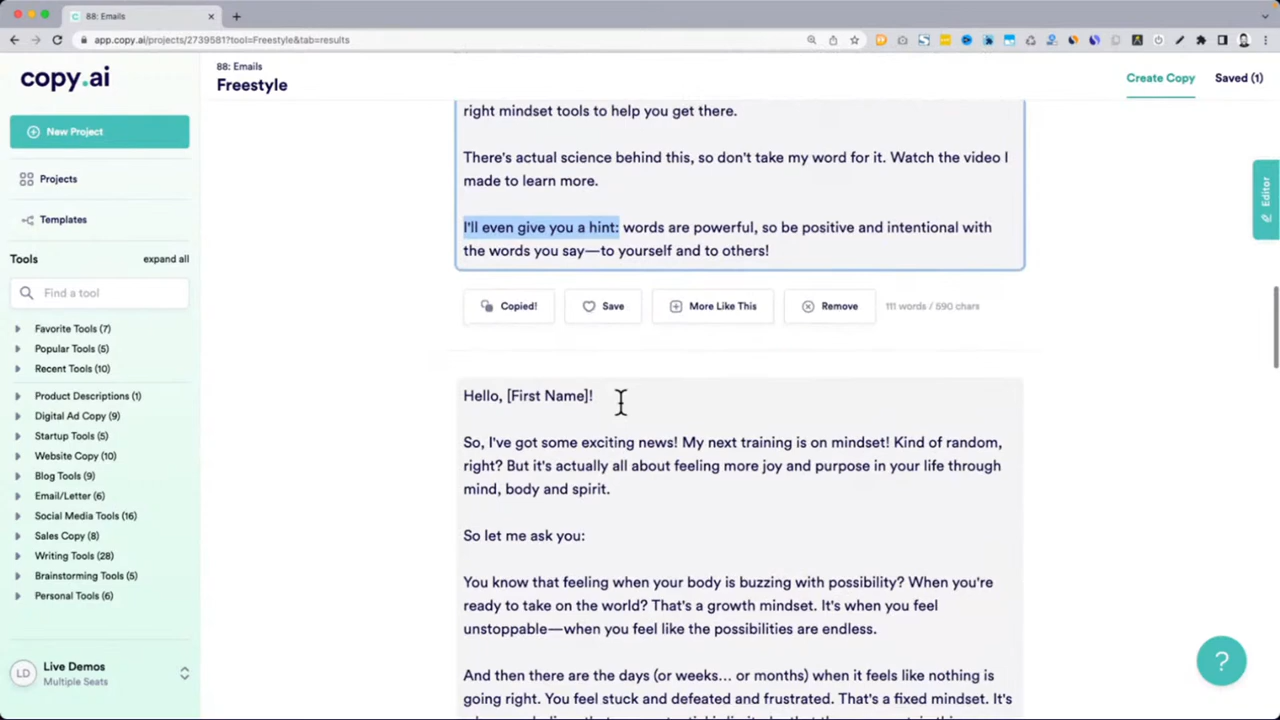 88: Emails
app.copy.ai/projects/2739581?tool=Freestyle&tab=results
copy.ai
88: Emails
Freestyle
Create Copy
Saved (1)
New Project
Projects
Templates
Tools
expand all
Find a tool
Favorite Tools (7)
Popular Tools (5)
Recent Tools (10)
Product Descriptions (1)
Digital Ad Copy (9)
Startup Tools (5)
Website Copy (10)
Blog Tools (9)
Email/Letter (6)
Social Media Tools (16)
Sales Copy (8)
Writing Tools (28)
Brainstorming Tools (5)
Personal Tools (6)
LD
Live Demos
Multiple Seats
right mindset tools to help you get there.
There's actual science behind this, so don't take my word for it. Watch the video I
made to learn more.
I'll even give you a hint: words are powerful, so be positive and intentional with
the words you say—to yourself and to others!
Copied!
Save
More Like This
Remove
111 words / 590 chars
Hello, [First Name]!
So, I've got some exciting news! My next training is on mindset! Kind of random,
right? But it's actually all about feeling more joy and purpose in your life through
mind, body and spirit.
So let me ask you:
You know that feeling when your body is buzzing with possibility? When you're
ready to take on the world? That's a growth mindset. It's when you feel
unstoppable—when you feel like the possibilities are endless.
And then there are the days (or weeks... or months) when it feels like nothing is
going right. You feel stuck and defeated and frustrated. That's a fixed mindset. It's
Editor
?